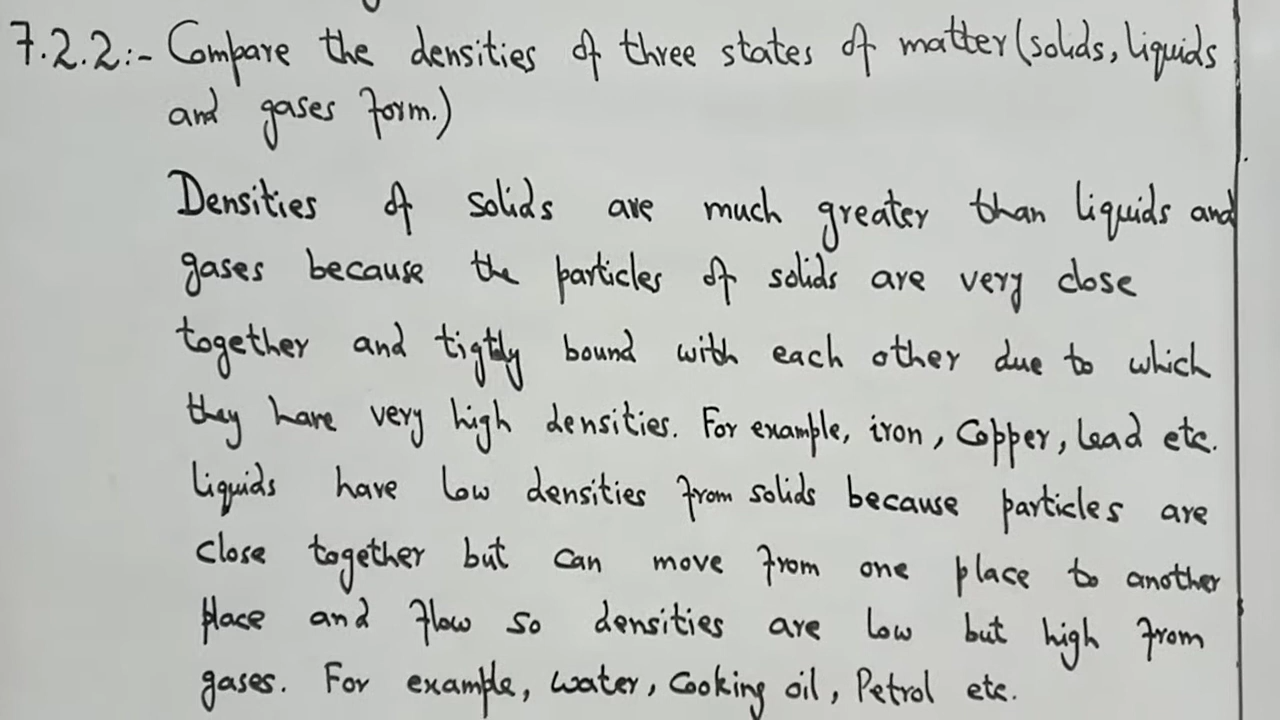 7.2.2:- Compare the densities of three states of matter (solids, liquids
and gases form.)
Densities of solids are much greater than liquids and
gases because the particles of solids are very close
together and tigtly bound with each other due to which
they have very high densities. For example, iron, Copper, lead etc.
liquids have low densities from solids because particles are
close together but can move from one place to another
place and flow so densities are low but high from
gases. For example, water, Cooking oil, Petrol etc.